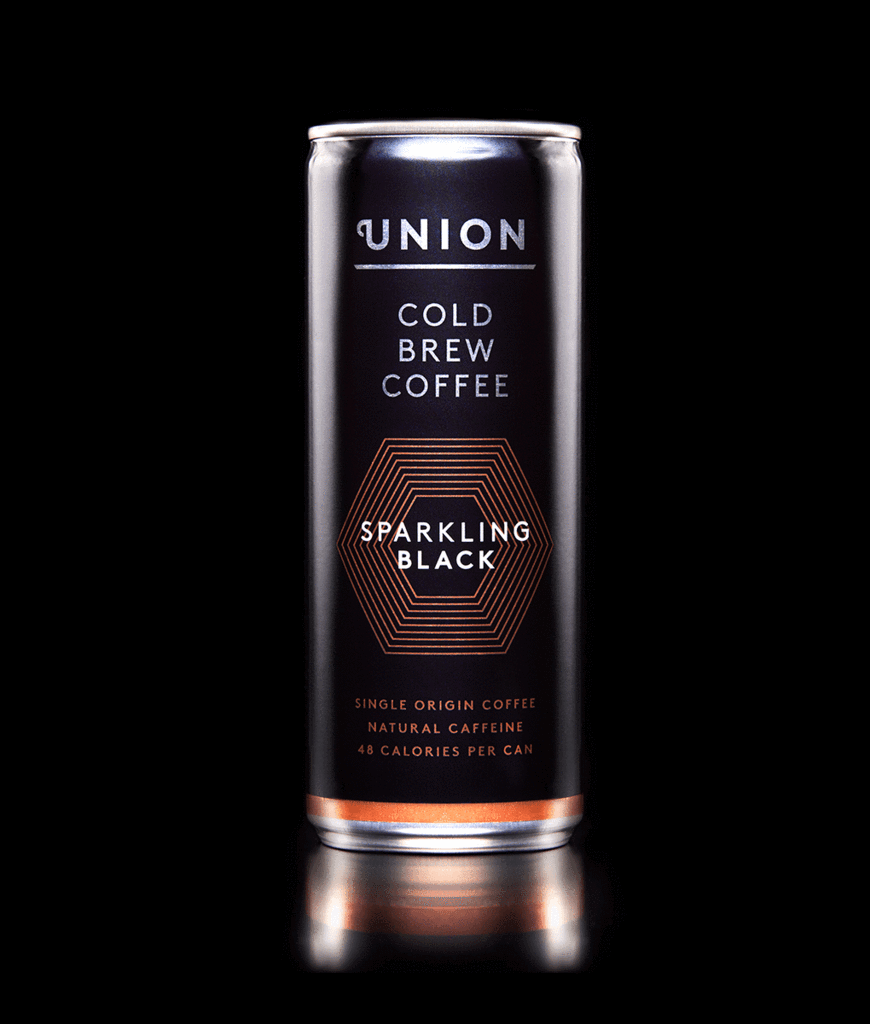 UNION
COLD
BREW
COFFEE
SPARKLING
BLACK
SINGLE ORIGIN COFFEE
NATURAL CAFFEINE
48 CALORIES PER CAN